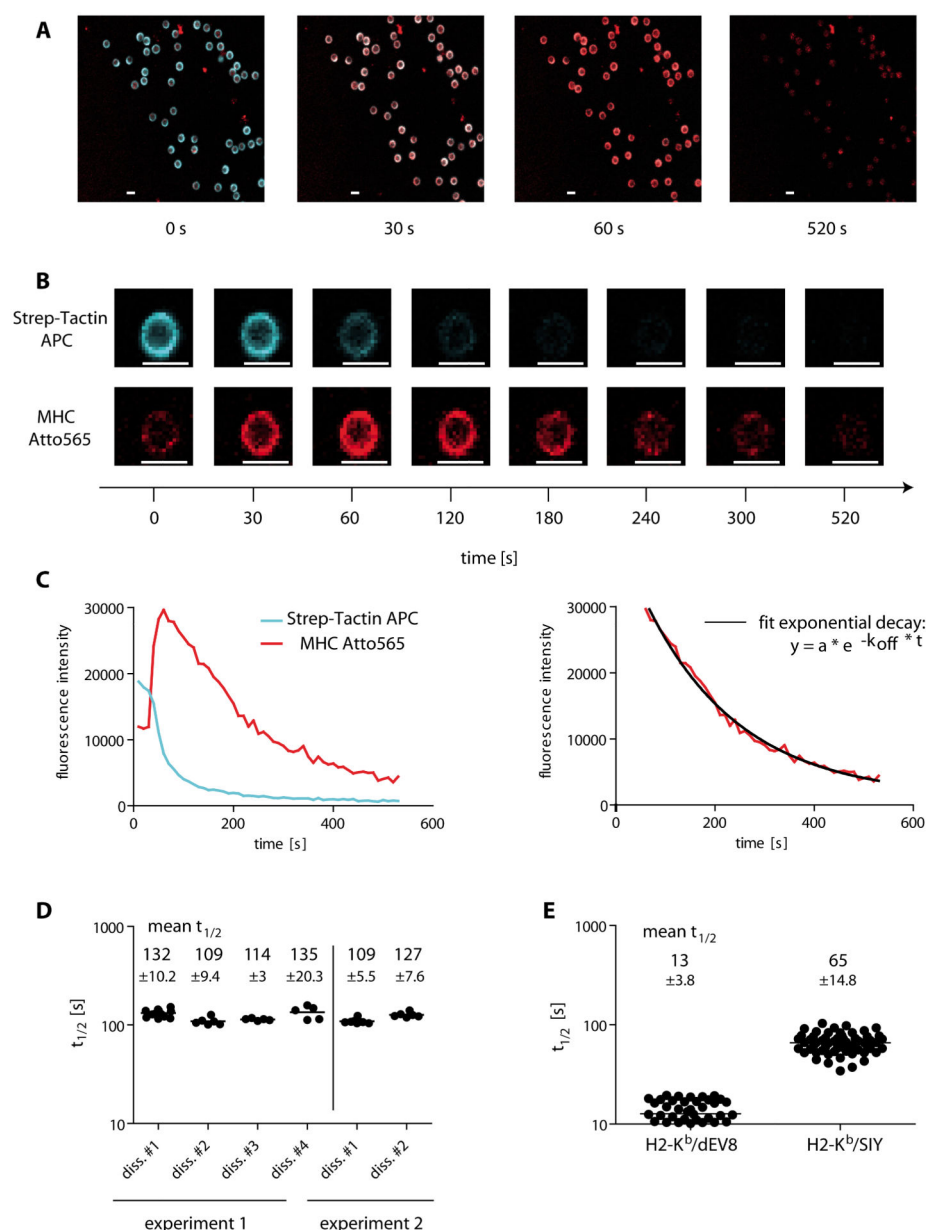 A
0 s
30 s
60 s
520 s
B
Strep-Tactin
APC
MHC
Atto565
0
30
60
120
180
240
300
520
time [s]
C
30000
20000
10000
0
fluorescence intensity
Strep-Tactin APC
MHC Atto565
0
200
400
600
time [s]
30000
20000
10000
0
fluorescence intensity
fit exponential decay:
y = a * e -koff * t
0
200
400
600
time [s]
D
1000
100
10
t1/2 [s]
mean t1/2
132
109
114
135
109
127
±10.2
±9.4
±3
±20.3
±5.5
±7.6
diss. #1
diss. #2
diss. #3
diss. #4
diss. #1
diss. #2
experiment 1
experiment 2
E
1000
100
10
t1/2 [s]
mean t1/2
13
65
±3.8
±14.8
H2-Kb/dEV8
H2-Kb/SIY